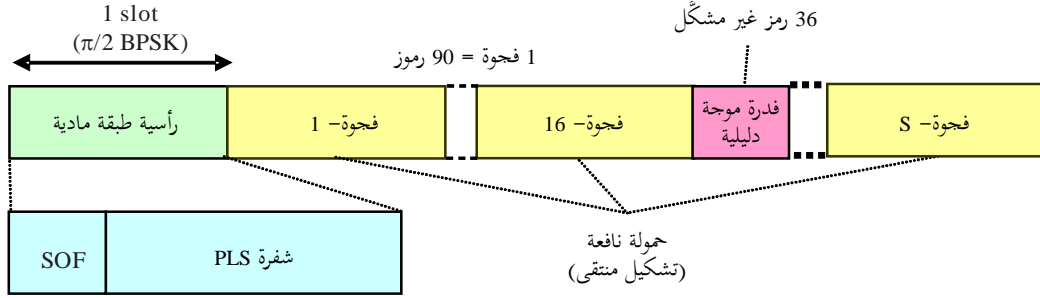 1 slot
(π/2 BPSK)
36 رمز غير مشكَّل
1 فجوة = 90 رموز
رأسية طبقة مادية
فجوة– 1
فجوة– 16
فدرة موجة
دليلية
فجوة– S
SOF
شفرة PLS
حمولة نافعة
(تشكيل منتقى)